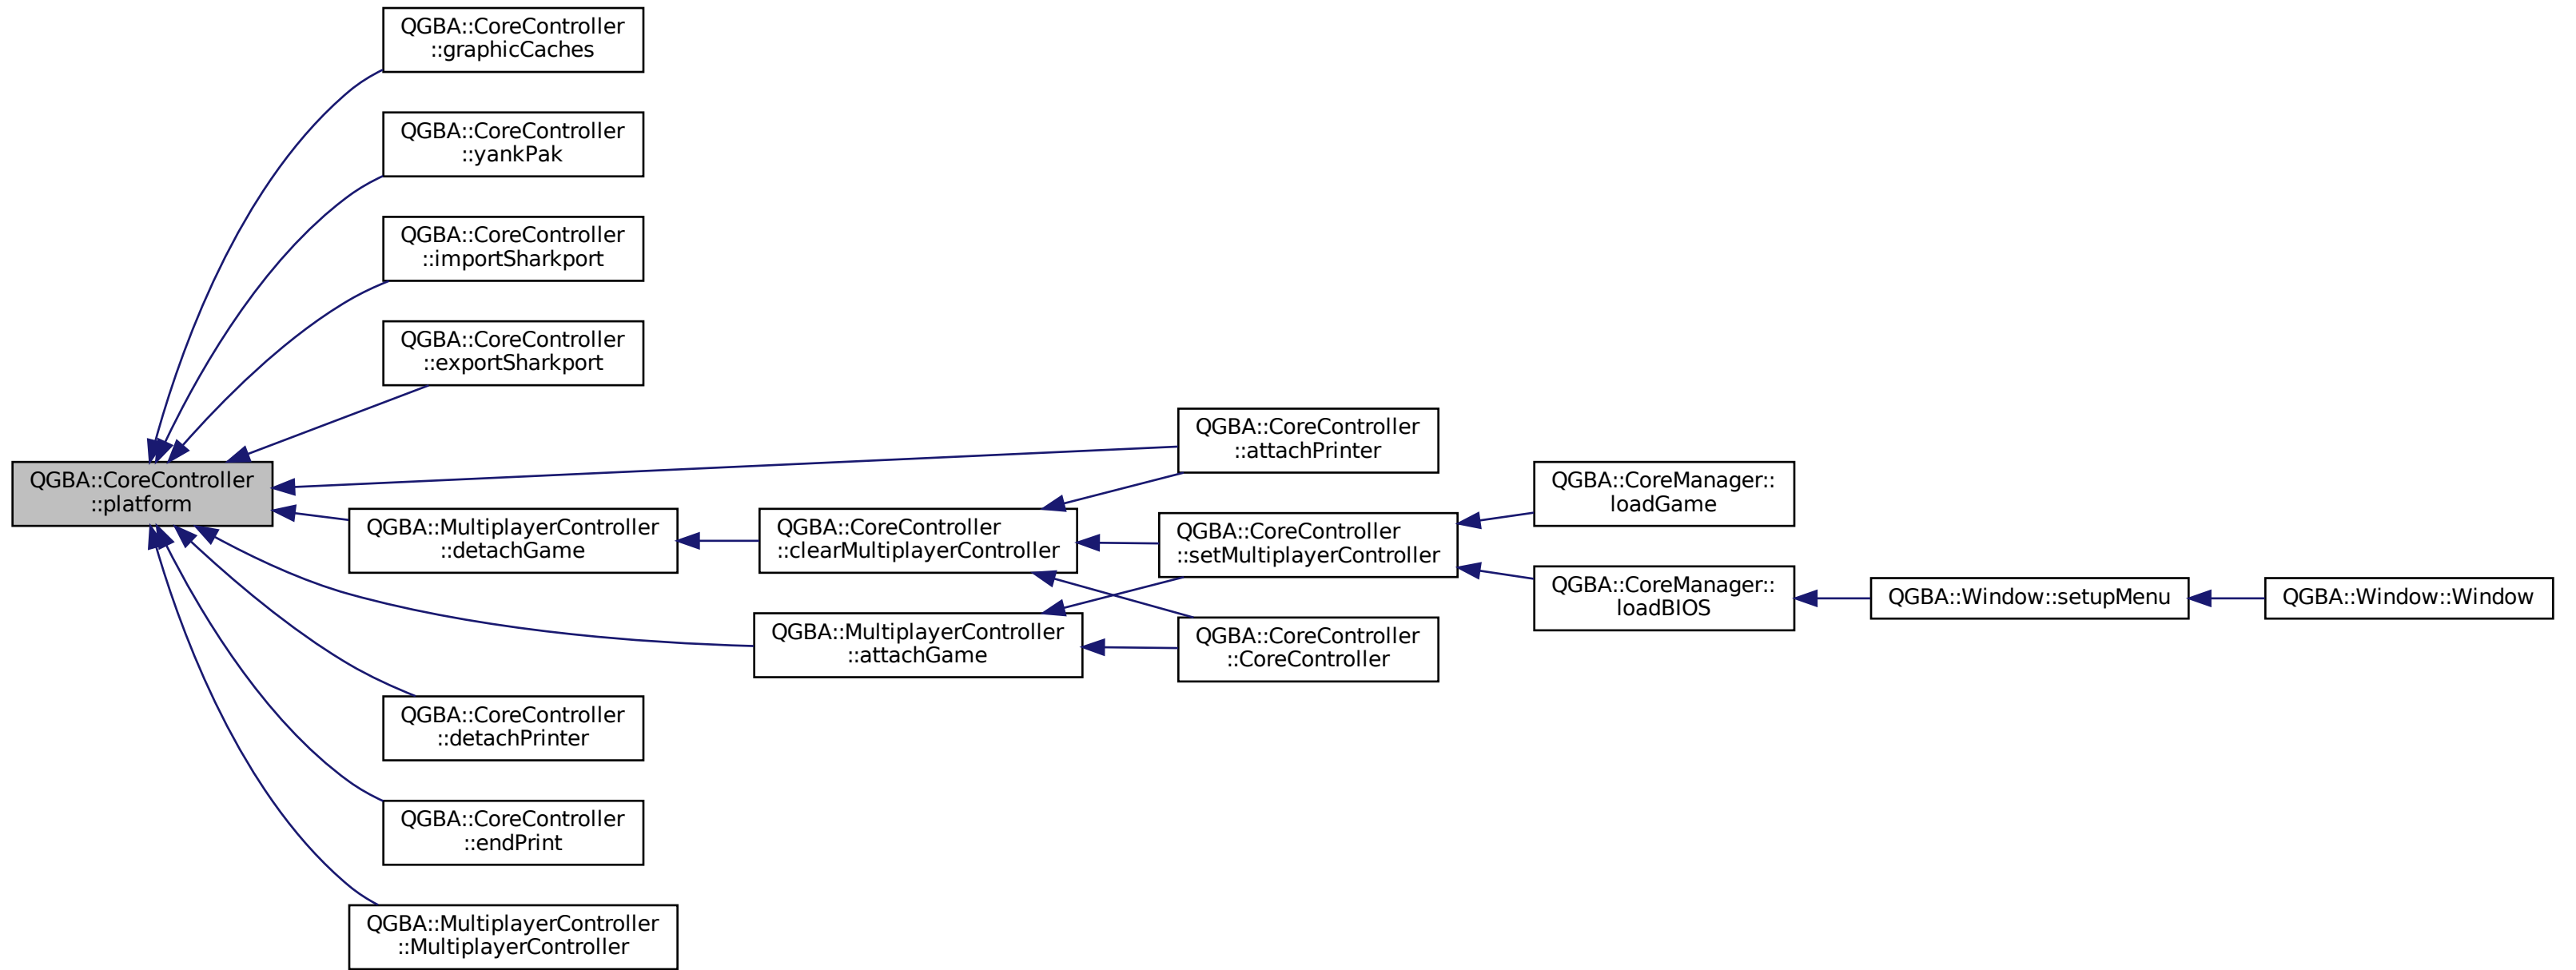 QGBA::CoreController
::graphicCaches
QGBA::CoreController
::yankPak
QGBA::CoreController
::importSharkport
QGBA::CoreController
::exportSharkport
QGBA::CoreController
::attachPrinter
QGBA::CoreController
::platform
QGBA::CoreManager::
loadGame
QGBA::MultiplayerController
::detachGame
QGBA::CoreController
::clearMultiplayerController
QGBA::CoreController
::setMultiplayerController
QGBA::CoreManager::
loadBIOS
QGBA::Window::setupMenu
QGBA::Window::Window
QGBA::MultiplayerController
::attachGame
QGBA::CoreController
::CoreController
QGBA::CoreController
::detachPrinter
QGBA::CoreController
::endPrint
QGBA::MultiplayerController
::MultiplayerController